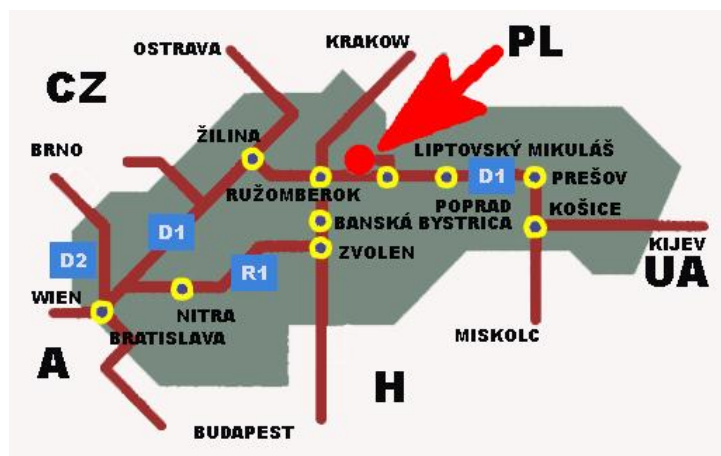 OSTRAVA
KRAKOW
PL
CZ
ŽILINA
BRNO
LIPTOVSKÝ MIKULÁŠ
RUŽOMBEROK
D1
PREŠOV
POPRAD
KOŠICE
BANSKÁ BYSTRICA
D1
KIJEV
ZVOLEN
D2
R1
UA
WIEN
NITRA
BRATISLAVA
MISKOLC
A
H
BUDAPEST